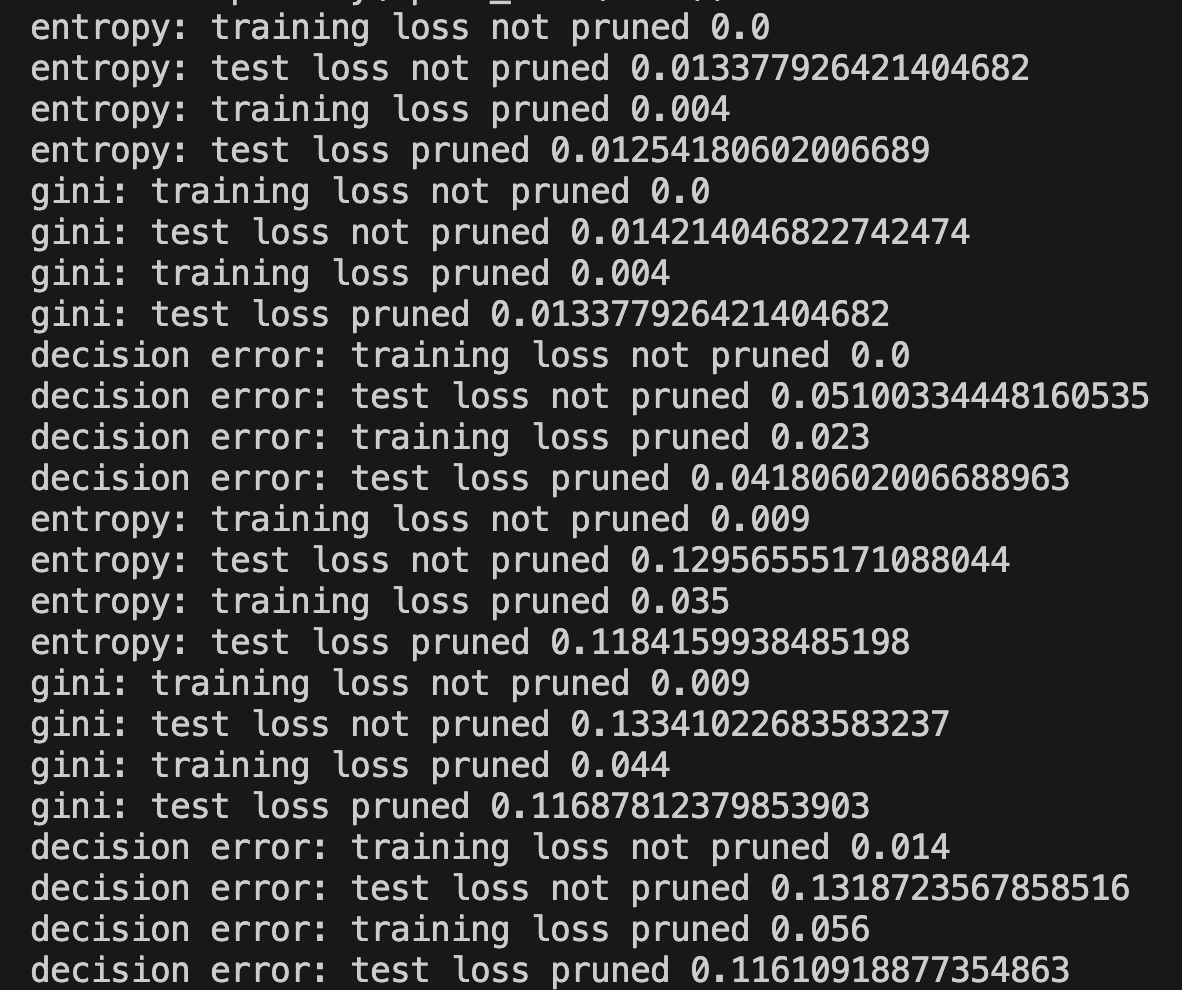 entropy: training loss not pruned 0.0
entropy: test loss not pruned 0.013377926421404682
entropy: training loss pruned 0.004
entropy: test loss pruned 0.01254180602006689
gini: training loss not pruned 0.0
gini: test loss not pruned 0.014214046822742474
gini: training loss pruned 0.004
gini: test loss pruned 0.013377926421404682
decision error: training loss not pruned 0.0
decision error: test loss not pruned 0.05100334448160535
decision error: training loss pruned 0.023
decision error: test loss pruned 0.04180602006688963
entropy: training loss not pruned 0.009
entropy: test loss not pruned 0.12956555171088044
entropy: training loss pruned 0.035
entropy: test loss pruned 0.1184159938485198
gini: training loss not pruned 0.009
gini: test loss not pruned 0.13341022683583237
gini: training loss pruned 0.044
gini: test loss pruned 0.11687812379853903
decision error: training loss not pruned 0.014
decision error: test loss not pruned 0.1318723567858516
decision error: training loss pruned 0.056
decision error: test loss pruned 0.11610918877354863